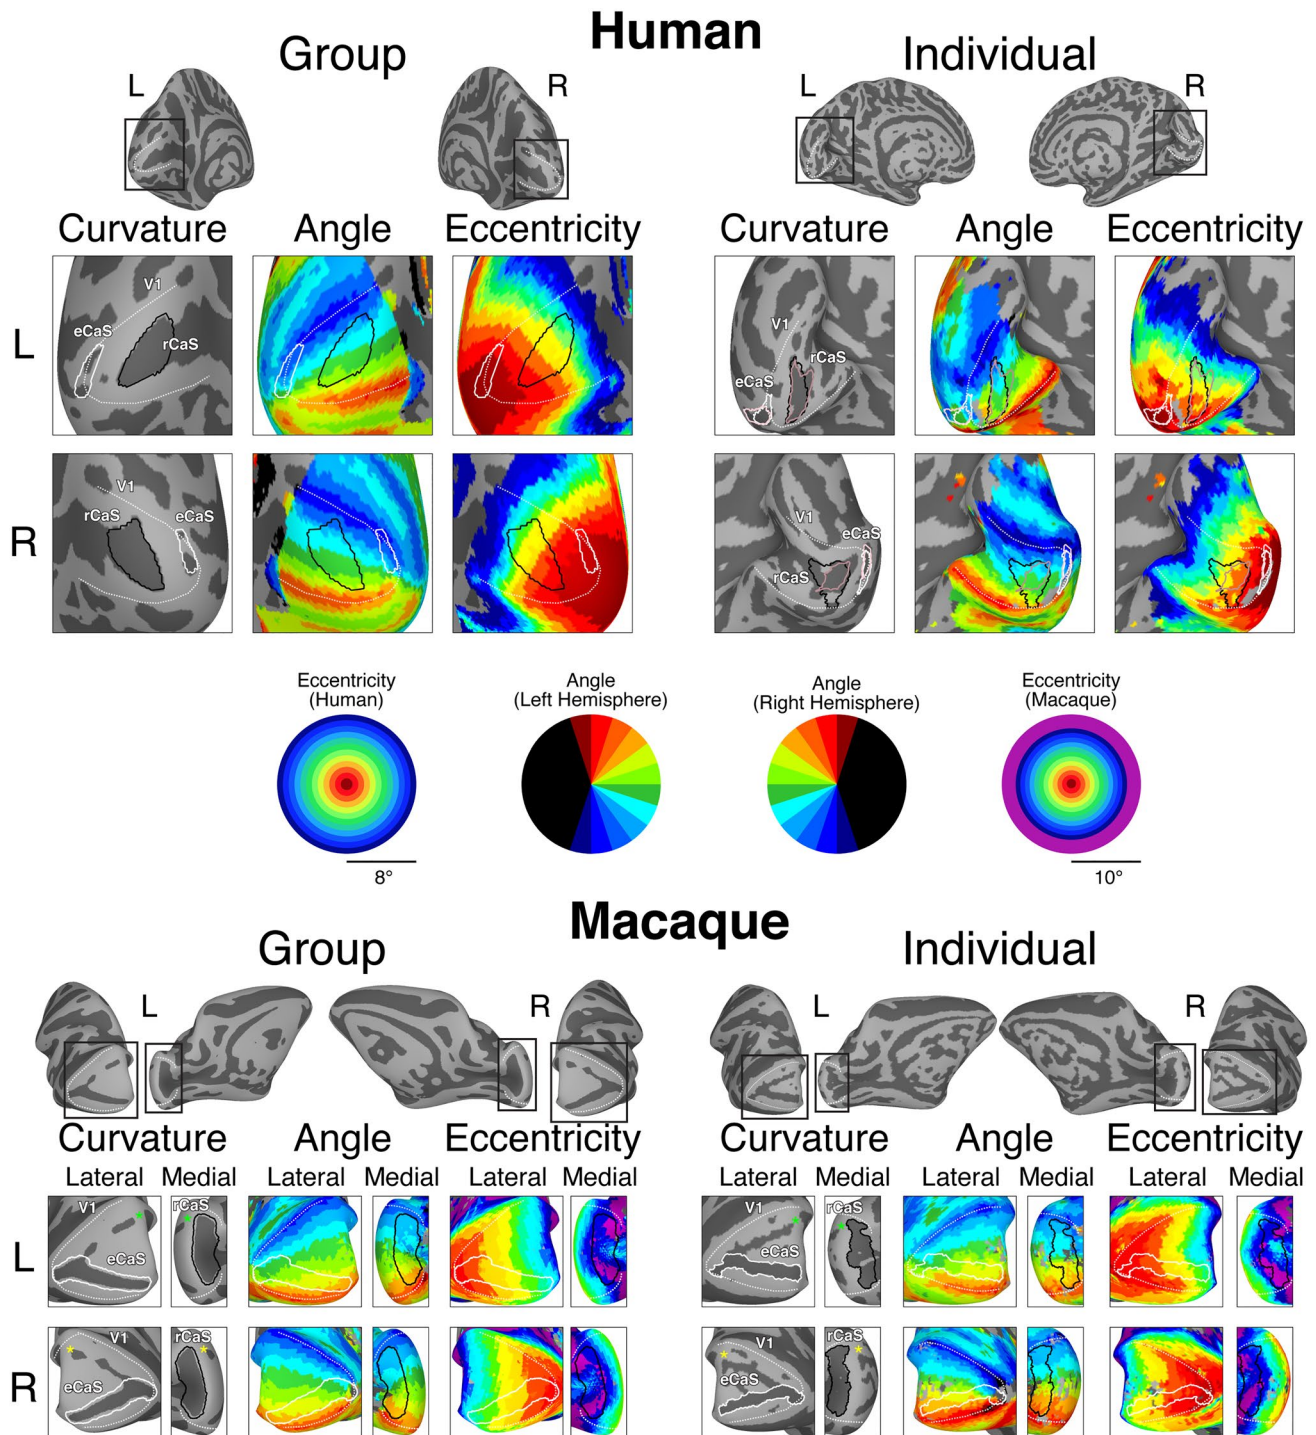 Human
Group
Individual
L
R
L
R
Curvature
Angle
Eccentricity
Curvature
Angle
Eccentricity
L
V1
eCaS
rCaS
V1
rCaS
eCaS
R
V1
rCaS
eCaS
V1
eCaS
rCaS
Eccentricity
(Human)
Angle
(Left Hemisphere)
Angle
(Right Hemisphere)
Eccentricity
(Macaque)
8°
10°
Macaque
Group
Individual
L
R
L
R
Curvature
Angle
Eccentricity
Curvature
Angle
Eccentricity
Lateral
Medial
Lateral
Medial
Lateral
Medial
Lateral
Medial
Lateral
Medial
Lateral
Medial
L
V1
rCaS
eCaS
V1
rCaS
eCaS
R
V1
rCaS
*
*
eCaS
V1
rCaS
*
*
eCaS